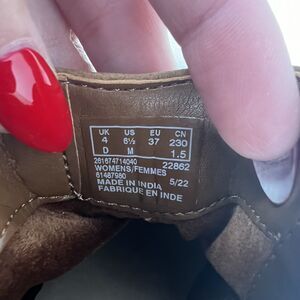 UK US EU CN
4 6½ 37 230
D M 1.5
261674714040
22862
WOMENS/FEMMES
61487980 5/22
MADE IN INDIA
FABRIQUE EN INDE